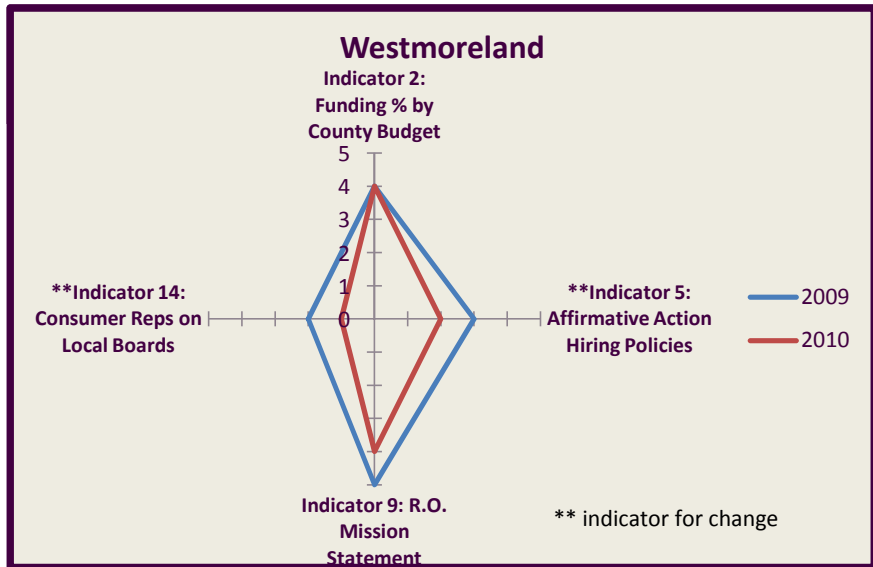 Westmoreland
Indicator 2:
Funding % by
County Budget
5
4
3
2
1
0
**Indicator 14:
Consumer Reps on
Local Boards
**Indicator 5:
Affirmative Action
Hiring Policies
2009
2010
Indicator 9: R.O.
Mission
Statement
** indicator for change